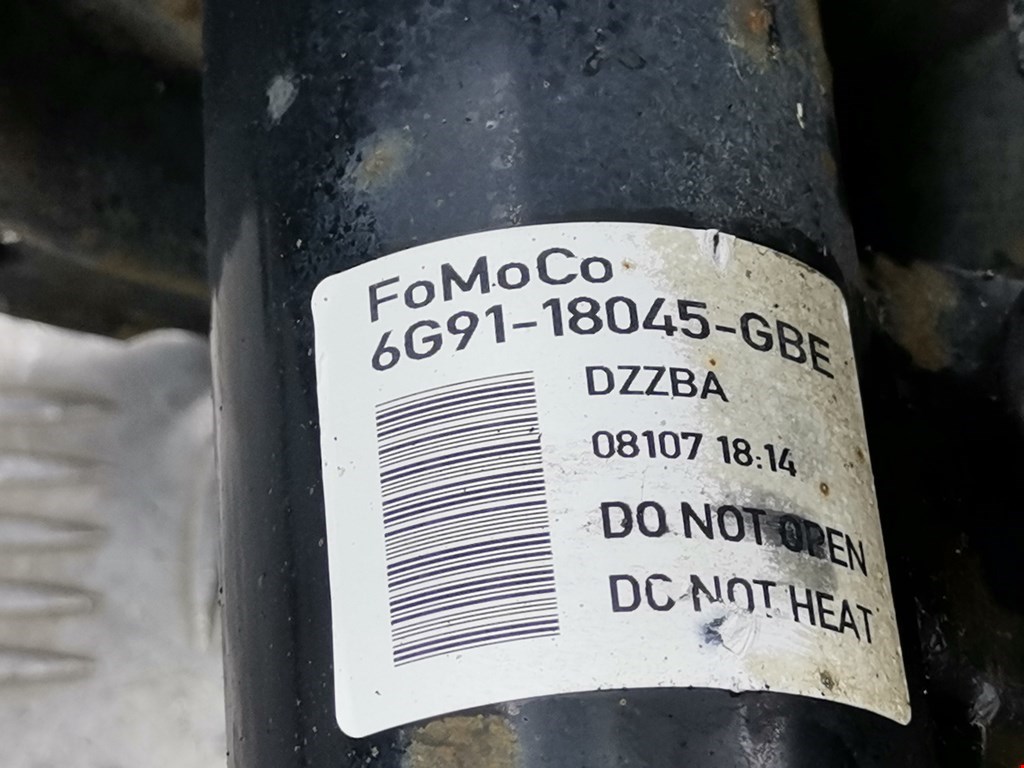 FoMoCo
6G91-18045-GBE
DZZBA
08107 18:14
DO NOT OPEN
DO NOT HEAT